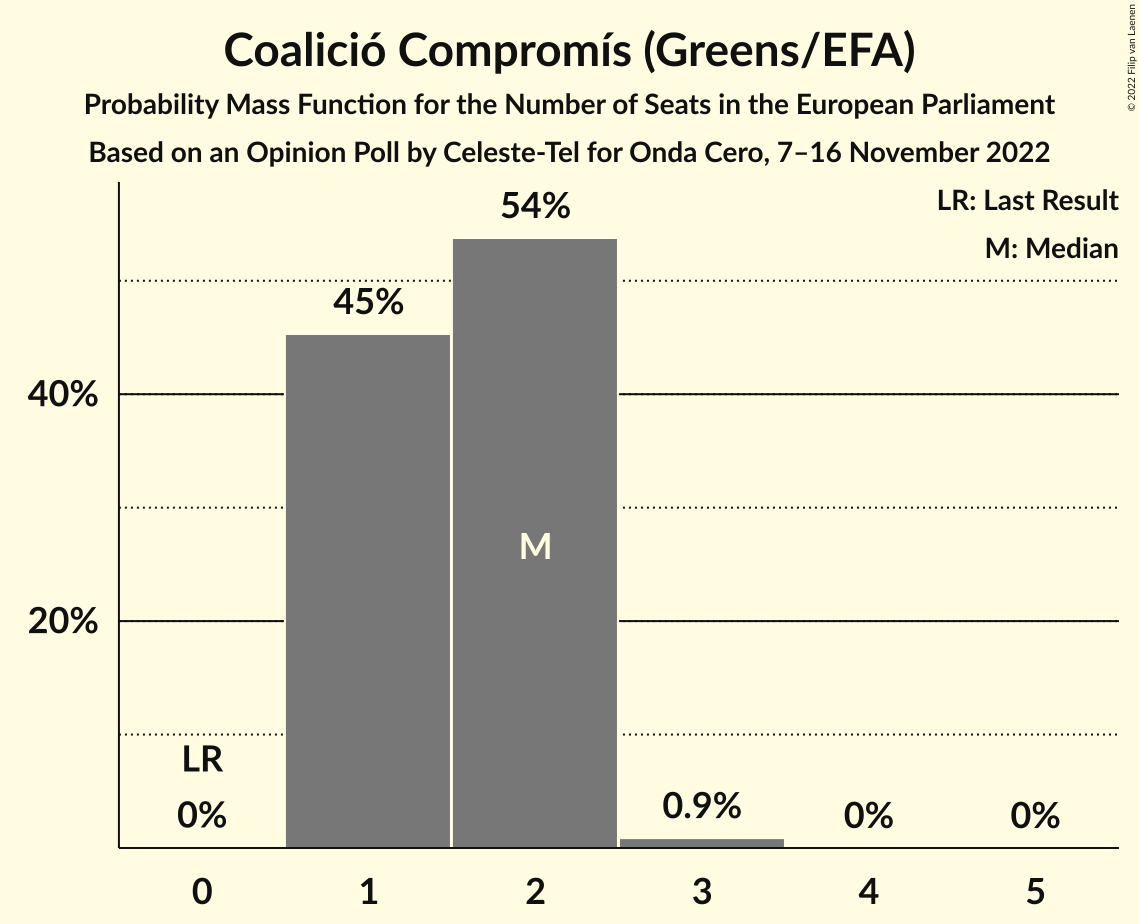 Coalició Compromís (Greens/EFA)
Probability Mass Function for the Number of Seats in the European Parliament
Based on an Opinion Poll by Celeste-Tel for Onda Cero, 7–16 November 2022
© 2022 Filip van Laenen
LR: Last Result
M: Median
54%
45%
40%
M
20%
LR
0%
0.9%
0%
0%
0
1
2
3
4
5